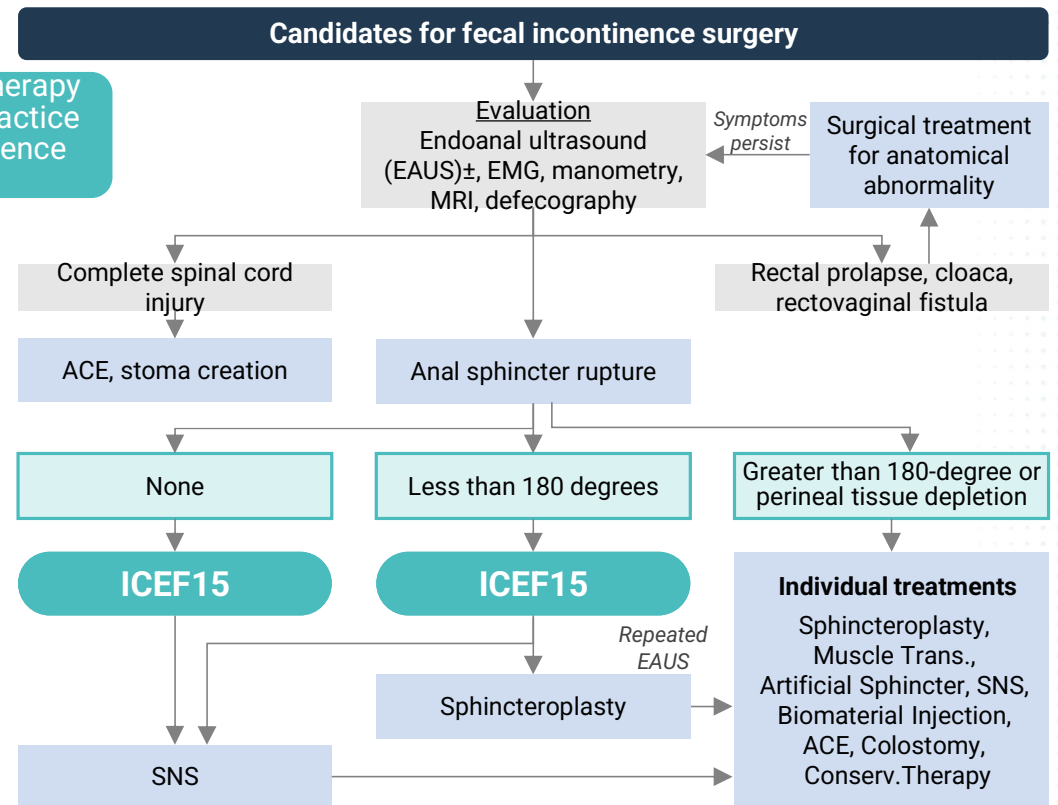 Candidates for fecal incontinence surgery
herapy
actice
ence
Evaluation
Endoanal ultrasound
(EAUS)±, EMG, manometry,
MRI, defecography
Symptoms
persist
Surgical treatment
for anatomical
abnormality
Complete spinal cord
injury
Rectal prolapse, cloaca,
rectovaginal fistula
ACE, stoma creation
Anal sphincter rupture
None
Less than 180 degrees
Greater than 180-degree or
perineal tissue depletion
ICEF15
ICEF15
Individual treatments
Sphincteroplasty,
Muscle Trans.,
Artificial Sphincter, SNS,
Biomaterial Injection,
ACE, Colostomy,
Conserv.Therapy
Repeated
EAUS
Sphincteroplasty
SNS